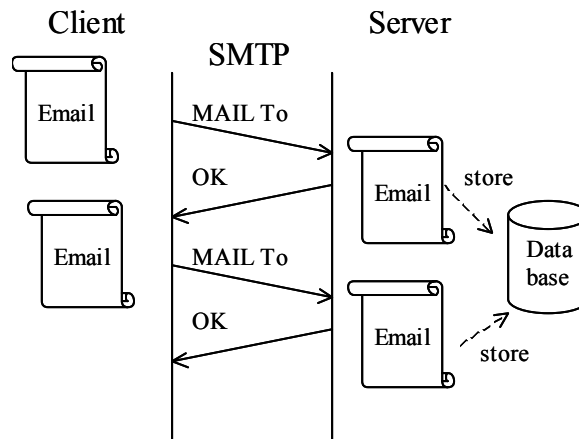 Client
Server
SMTP
Email
MAIL To
OK
Email
store
Email
MAIL To
Data
base
OK
Email
store